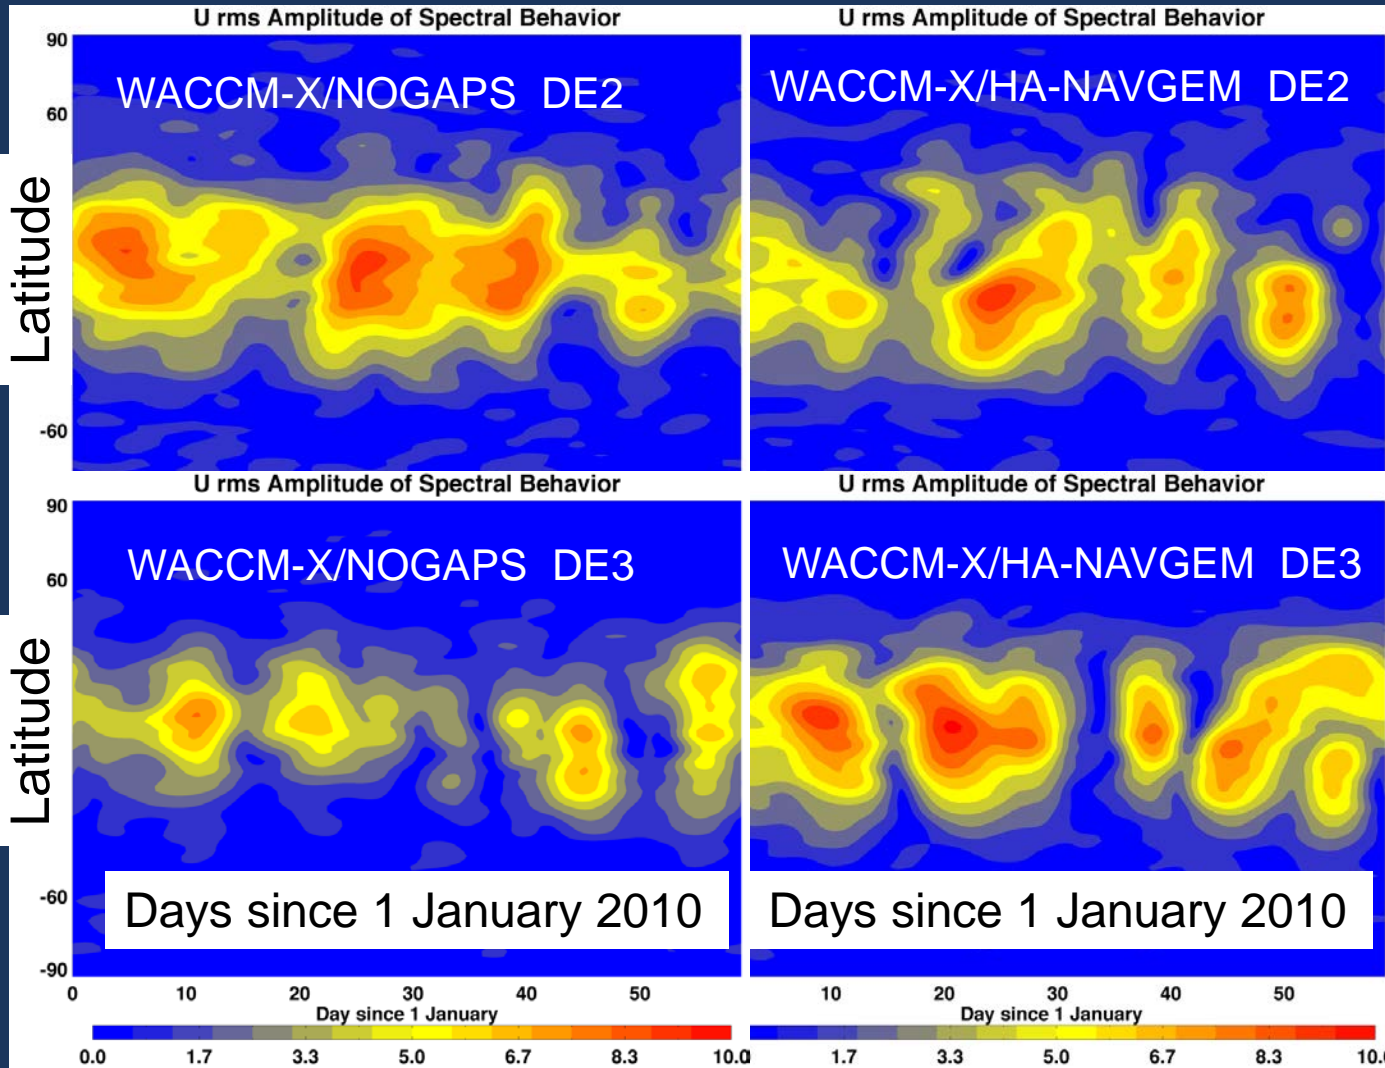 U rms Amplitude of Spectral Behavior
U rms Amplitude of Spectral Behavior
90
WACCM-X/NOGAPS DE2
WACCM-X/HA-NAVGEM DE2
60
Latitude
-60
U rms Amplitude of Spectral Behavior
U rms Amplitude of Spectral Behavior
90
WACCM-X/NOGAPS DE3
WACCM-X/HA-NAVGEM DE3
60
Latitude
-60
Days since 1 January 2010
Days since 1 January 2010
-90
0 10 20 30 40 50
10 20 30 40 50
Day since 1 January
Day since 1 January
0.0 1.7 3.3 5.0 6.7 8.3 10.0
1.7 3.3 5.0 6.7 8.3 10.